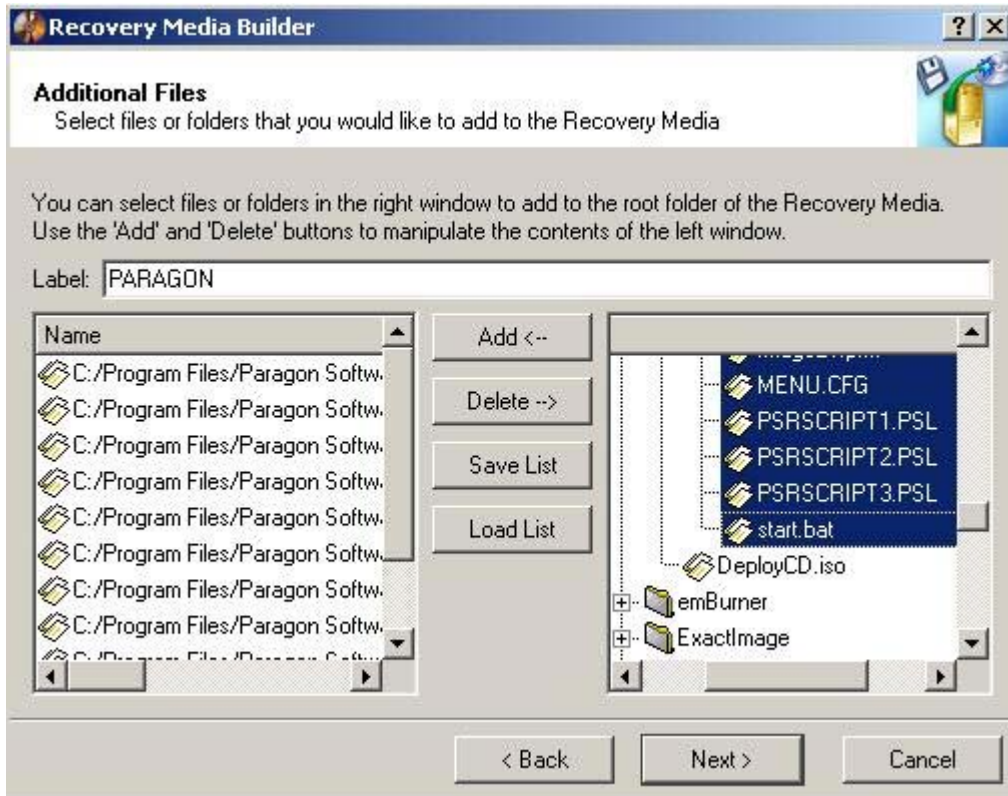 Recovery Media Builder
Additional Files
Select files or folders that you would like to add to the Recovery Media
You can select files or folders in the right window to add to the root folder of the Recovery Media.
Use the 'Add' and 'Delete' buttons to manipulate the contents of the left window.
Label: PARAGON
Name
C:/Program Files/Paragon Softw
C:/Program Files/Paragon Softw
C:/Program Files/Paragon Softw
C:/Program Files/Paragon Softw
C:/Program Files/Paragon Softw
C:/Program Files/Paragon Softw
C:/Program Files/Paragon Softw
C:/Program Files/Paragon Softw
C:/Program Files/Paragon Softw
Add <--
Delete -->
Save List
Load List
MENU.CFG
PSRSCRIPT1.PSL
PSRSCRIPT2.PSL
PSRSCRIPT3.PSL
start.bat
DeployCD.iso
emBurner
ExactImage
< Back
Next >
Cancel